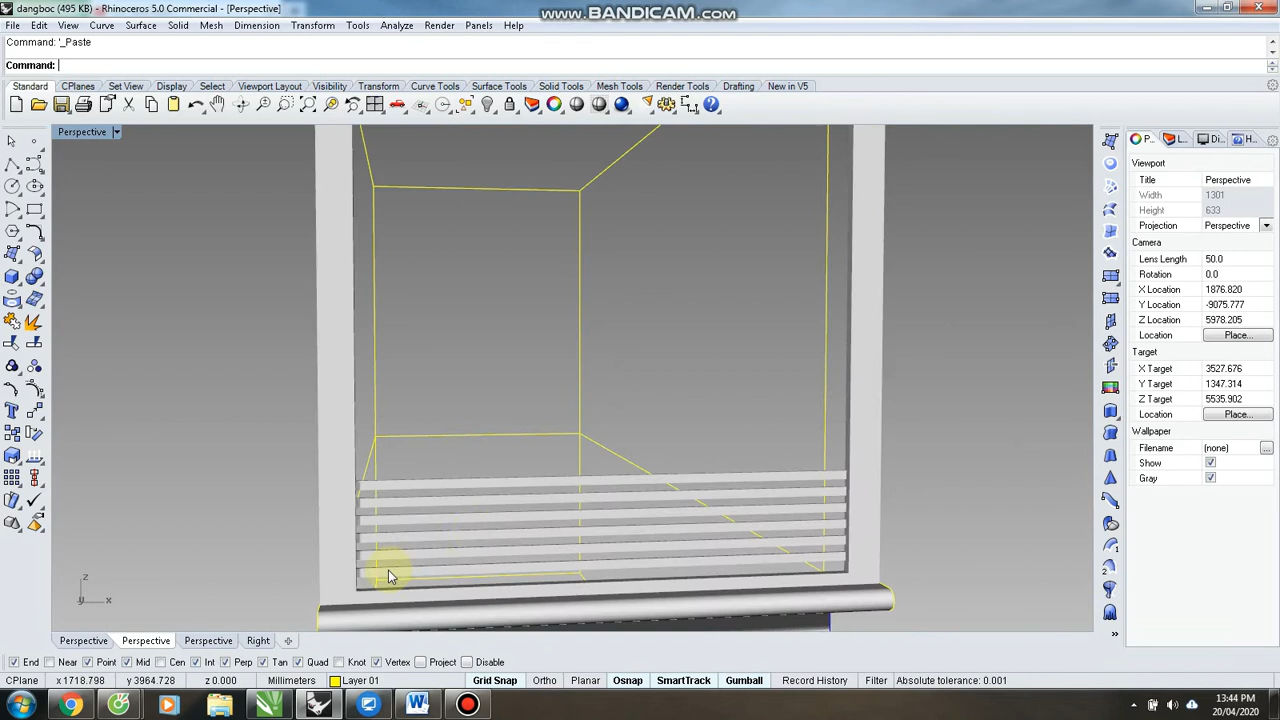 dangboc (495 KB) - Rhinoceros 5.0 Commercial - [Perspective]
www.BANDICAM.com
File Edit View Curve Surface Solid Mesh Dimension Transform Tools Analyze Render Panels Help
Command: '_Paste
Command:
Standard CPlanes Set View Display Select Viewport Layout Visibility Transform Curve Tools Surface Tools Solid Tools Mesh Tools Render Tools Drafting New in V5
Perspective
P... L... Di... H...
Viewport
Title Perspective
Width 1301
Height 633
Projection Perspective
Camera
Lens Length 50.0
Rotation 0.0
X Location 1876.820
Y Location -9075.777
Z Location 5978.205
Location Place...
Target
X Target 3527.676
Y Target 1347.314
Z Target 5535.902
Location Place...
Wallpaper
Filename (none) ...
Show
Gray
z
y x
Perspective Perspective Perspective Right
End Near Point Mid Cen Int Perp Tan Quad Knot Vertex Project Disable
CPlane x 1718.798 y 3964.728 z 0.000 Millimeters Layer 01 Grid Snap Ortho Planar Osnap SmartTrack Gumball Record History Filter Absolute tolerance: 0.001
13:44 PM
20/04/2020